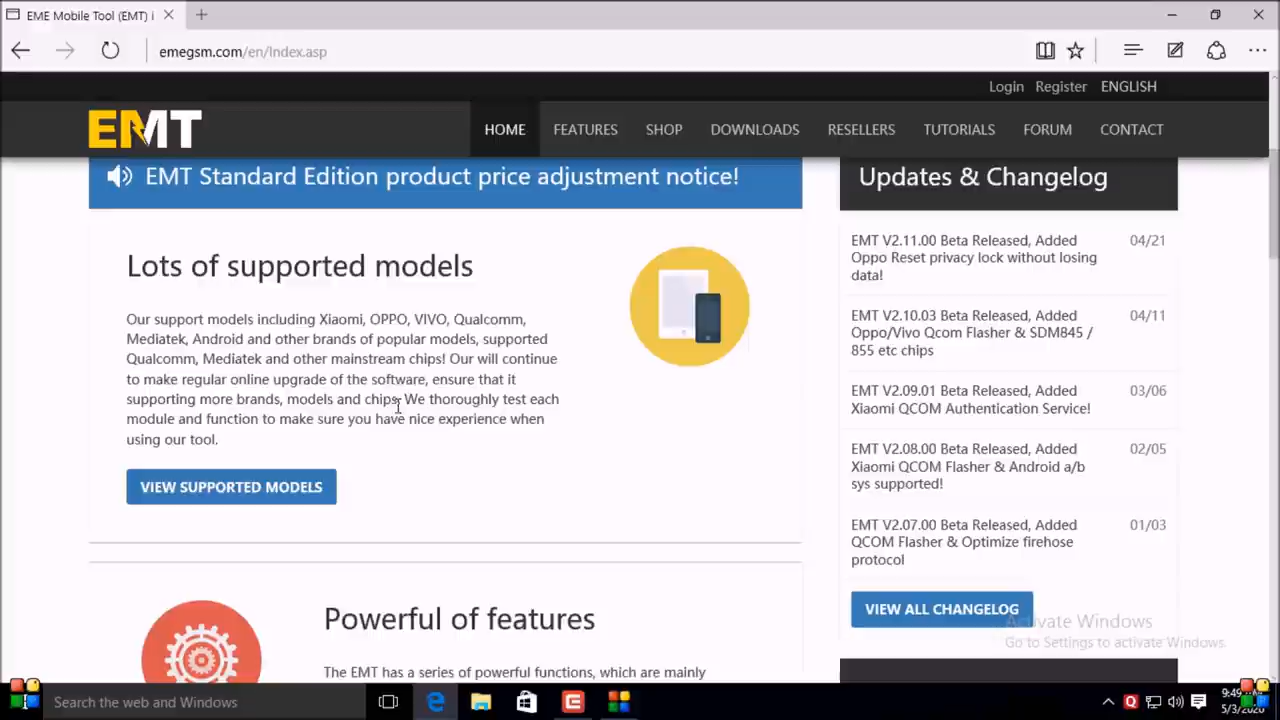 EME Mobile Tool (EMT) i
emegsm.com/en/Index.asp
Login Register ENGLISH
EMT
HOME FEATURES SHOP DOWNLOADS RESELLERS TUTORIALS FORUM CONTACT
EMT Standard Edition product price adjustment notice!
Lots of supported models
Our support models including Xiaomi, OPPO, VIVO, Qualcomm,
Mediatek, Android and other brands of popular models, supported
Qualcomm, Mediatek and other mainstream chips! Our will continue
to make regular online upgrade of the software, ensure that it
supporting more brands, models and chips. We thoroughly test each
module and function to make sure you have nice experience when
using our tool.
VIEW SUPPORTED MODELS
Powerful of features
The EMT has a series of powerful functions, which are mainly
Updates & Changelog
EMT V2.11.00 Beta Released, Added 04/21
Oppo Reset privacy lock without losing
data!
EMT V2.10.03 Beta Released, Added 04/11
Oppo/Vivo Qcom Flasher & SDM845 /
855 etc chips
EMT V2.09.01 Beta Released, Added 03/06
Xiaomi QCOM Authentication Service!
EMT V2.08.00 Beta Released, Added 02/05
Xiaomi QCOM Flasher & Android a/b
sys supported!
EMT V2.07.00 Beta Released, Added 01/03
QCOM Flasher & Optimize firehose
protocol
VIEW ALL CHANGELOG
Activate Windows
Go to Settings to activate Windows.
Search the web and Windows
5/3/2020